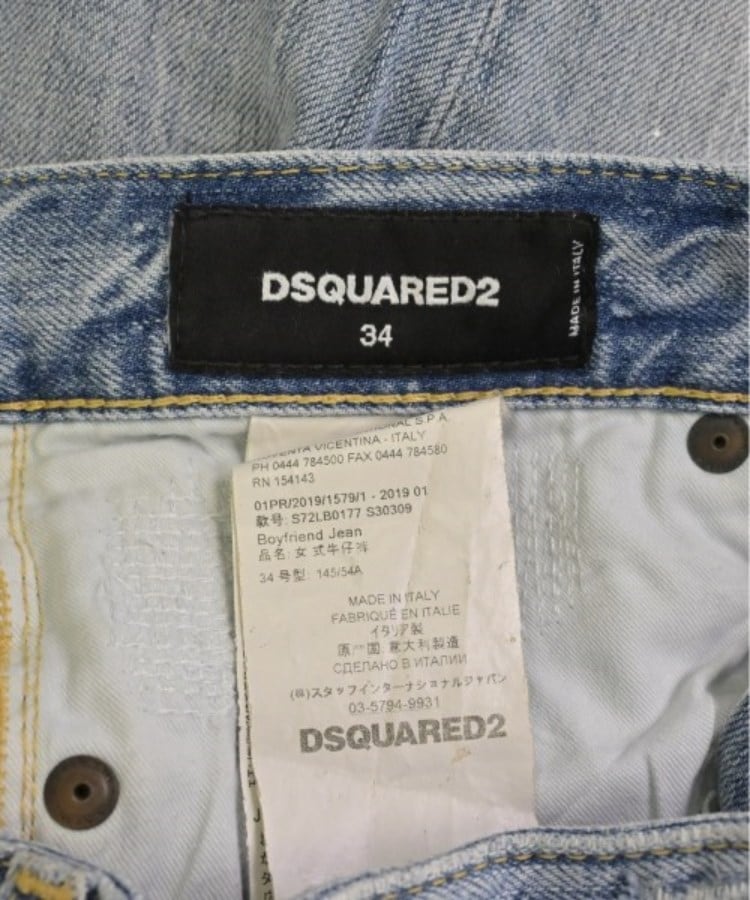 DSQUARED2
34
MADE IN ITALY
S.P.A.
VICENTINA - ITALY
PH 0444 784500 FAX 0444 784580
RN 154143
01PR/2019/1579/1 - 2019 01
款号: S72LB0177 S30309
Boyfriend Jean
品名: 女式牛仔裤
34 号型: 145/54A
MADE IN ITALY
FABRIQUÉ EN ITALIE
イタリア製
原产国 意大利製造
СДЕЛАНО В ИТАЛИИ
(株)スタッフインターナショナルジャパン
03-5794-9931
DSQUARED2